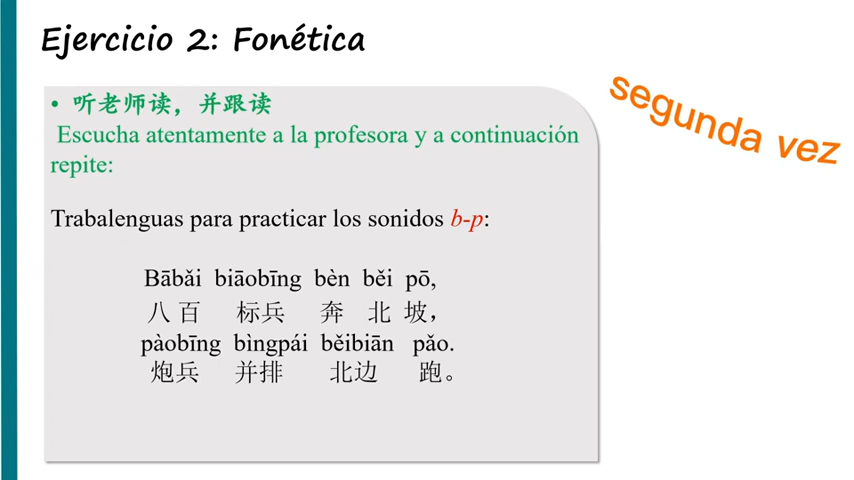 Ejercicio 2: Fonética
segunda vez
• 听老师读，并跟读
Escucha atentamente a la profesora y a continuación
repite:
Trabalenguas para practicar los sonidos b-p:
Bābǎi biāobīng bèn běi pō,
八 百 标兵 奔 北 坡，
pàobīng bìngpái běibiān pǎo.
炮兵 并排 北边 跑。